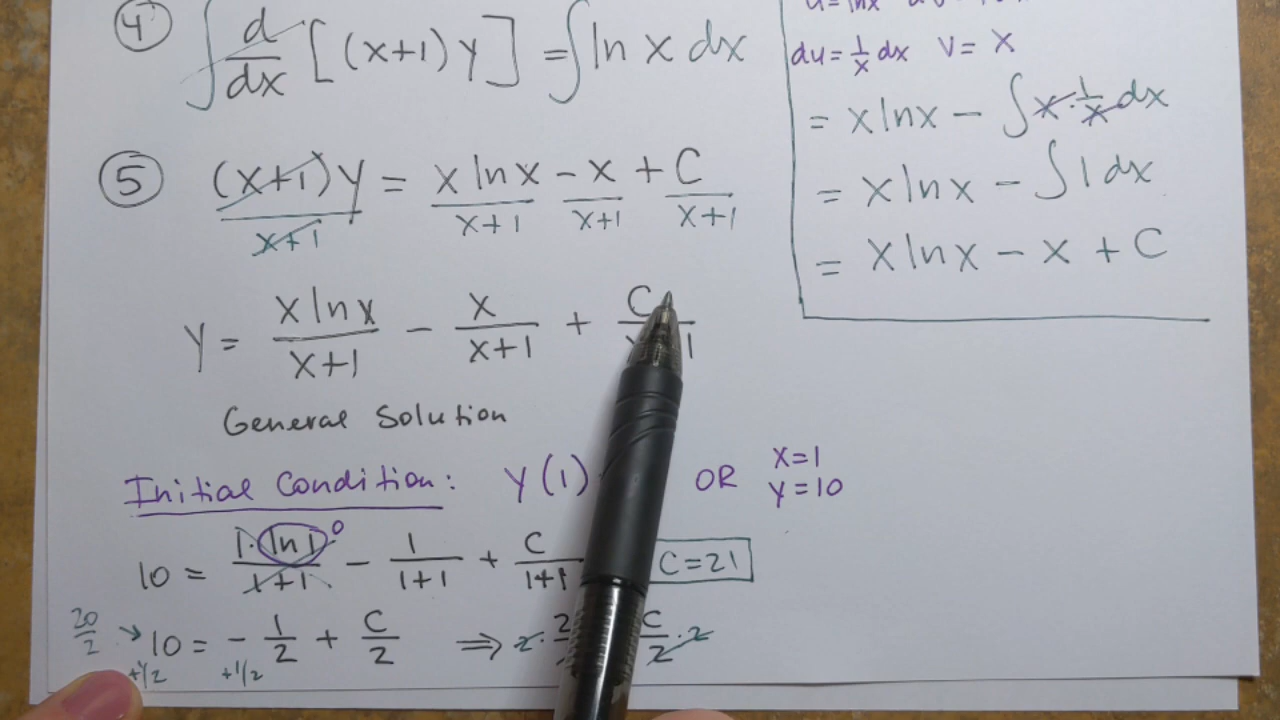 ④ ∫ d/dx [(x+1) y] = ∫ ln x dx
⑤ (x+1)y / x+1 = x ln x / x+1 - x / x+1 + C / x+1
y = x ln x / x+1 - x / x+1 + C
General Solution
Initial Condition: y(1) OR x=1
y=10
10 = 1·ln 1 / 1+1 - 1 / 1+1 + C / 1+1 C=21
0
20/2 → 10 = - 1/2 + C/2 ⇒ 2· C/2 ·2
+1/2 +1/2
du = 1/x dx v = x
= x ln x - ∫ x · 1/x dx
= x ln x - ∫ 1 dx
= x ln x - x + C